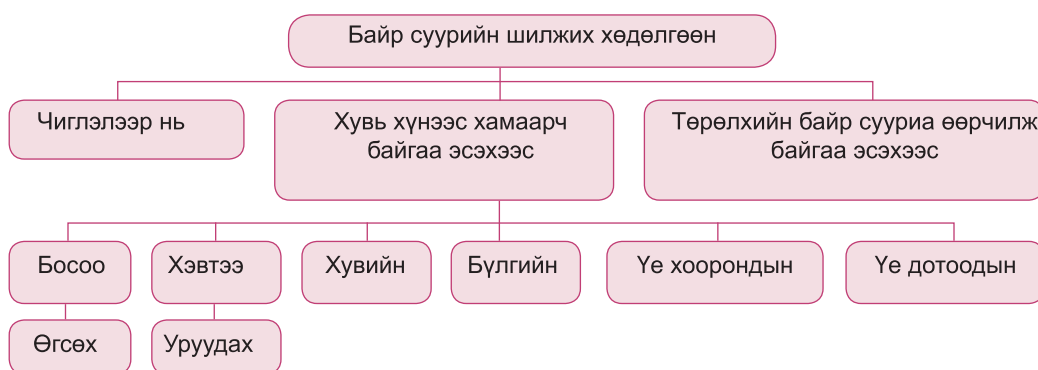 Байр суурийн шилжих хөдөлгөөн
Чиглэлээр нь
Хувь хүнээс хамаарч
байгаа эсэхээс
Төрөлхийн байр сууриа өөрчилж
байгаа эсэхээс
Босоо
Хэвтээ
Хувийн
Бүлгийн
Үе хоорондын
Үе дотоодын
Өгсөх
Уруудах